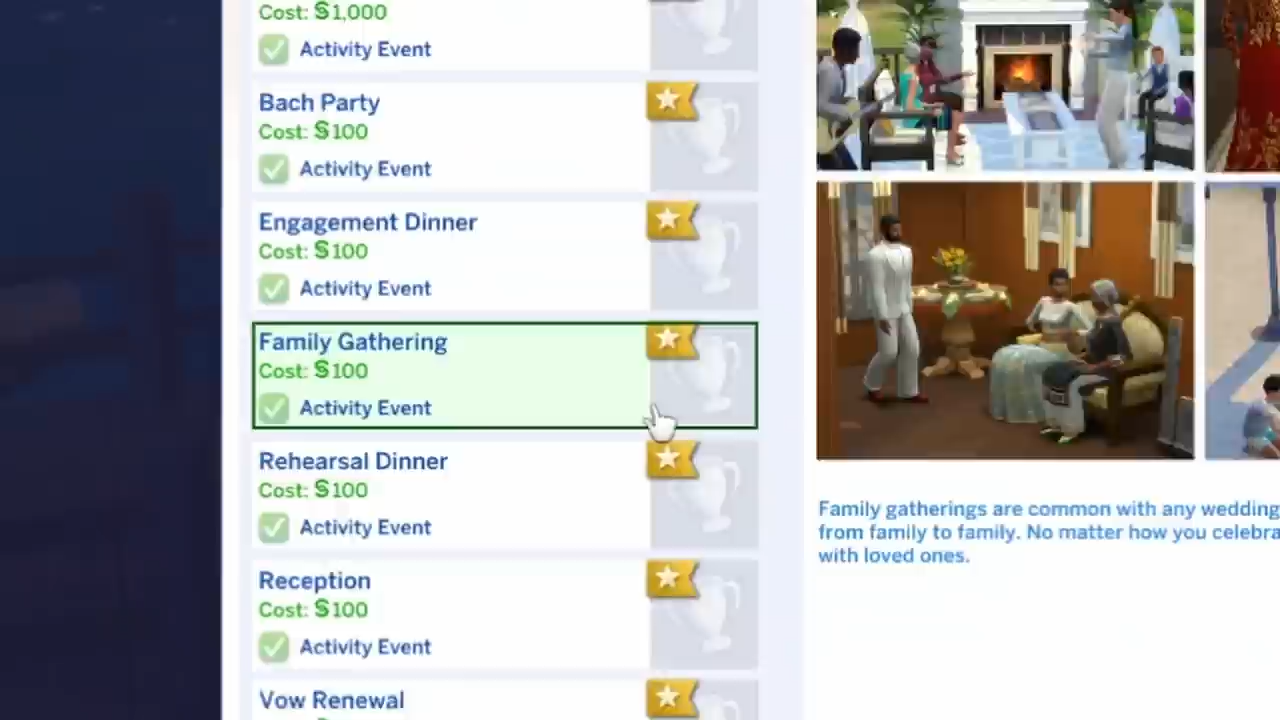 Cost: §1,000
Activity Event
Bach Party
Cost: §100
Activity Event
Engagement Dinner
Cost: §100
Activity Event
Family Gathering
Cost: §100
Activity Event
Rehearsal Dinner
Cost: §100
Activity Event
Reception
Cost: §100
Activity Event
Vow Renewal
Family gatherings are common with any wedding
from family to family. No matter how you celebra
with loved ones.